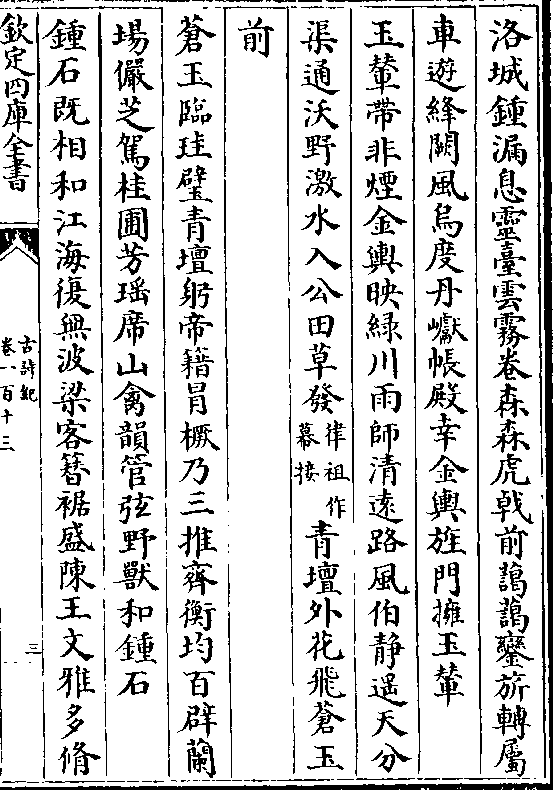 洛城鍾漏息靈臺雲霧卷森森虎戟前藹藹鑾旂轉屬
車遊絳闕風烏度丹巘帳殿幸金輿旌門擁玉輦
玉輦帶非煙金輿映綠川雨師清遠路風伯静遥天分
渠通沃野激水入公田草發律祖作幕接青壇外花飛蒼玉
前
蒼玉臨珪璧青壇躬帝籍冐橛乃三推齊衡均百辟蘭
場儼芝駕桂圃芳瑶席山禽韻管弦野獸和鍾石
鍾石既相和江海復無波梁客簪裾盛陳王文雅多脩
欽定四庫全書
古詩紀
卷一百十三
三